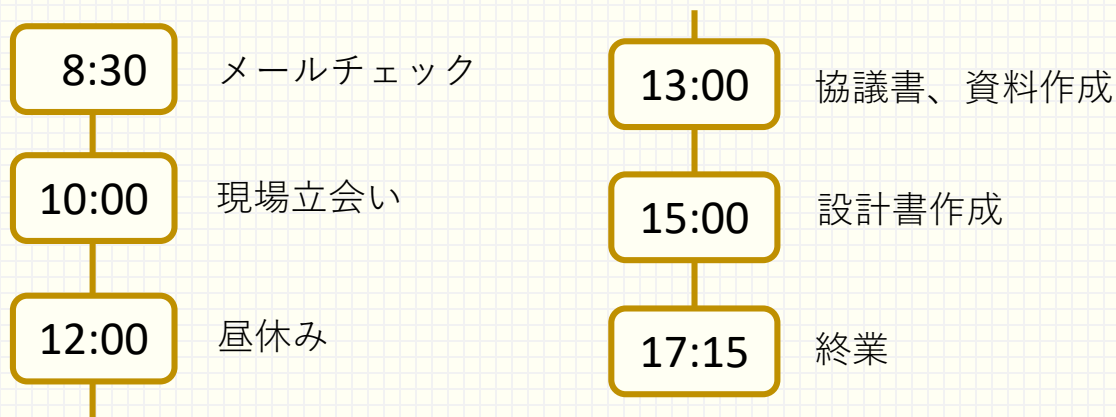 8:30 メールチェック
10:00 現場立会い
12:00 昼休み
13:00 協議書、資料作成
15:00 設計書作成
17:15 終業